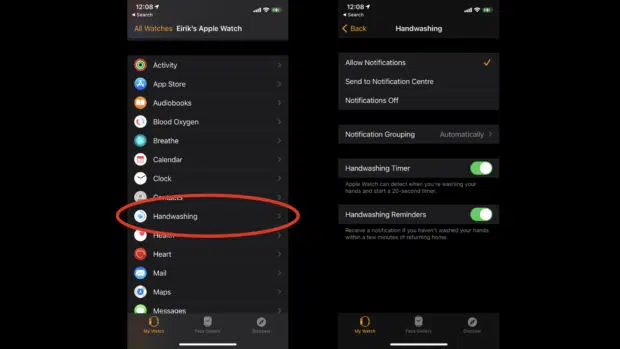 12:08
Search
All Watches Eirik's Apple Watch
Activity
App Store
Audiobooks
Blood Oxygen
Breathe
Calendar
Clock
Contacts
Handwashing
Health
Heart
Mail
Maps
Messages
My Watch Face Gallery Discover
12:08
Search
Back Handwashing
Allow Notifications
Send to Notification Centre
Notifications Off
Notification Grouping Automatically
Handwashing Timer
Apple Watch can detect when you're washing your
hands and start a 20-second timer.
Handwashing Reminders
Receive a notification if you haven't washed your hands
within a few minutes of returning home.
My Watch Face Gallery Discover